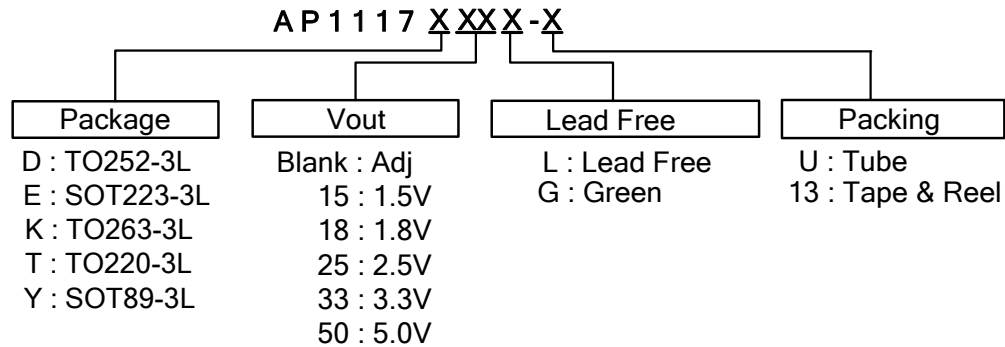 AP1117 X XX X - X
Package
D : TO252-3L
E : SOT223-3L
K : TO263-3L
T : TO220-3L
Y : SOT89-3L
Vout
Blank : Adj
15 : 1.5V
18 : 1.8V
25 : 2.5V
33 : 3.3V
50 : 5.0V
Lead Free
L : Lead Free
G : Green
Packing
U : Tube
13 : Tape & Reel